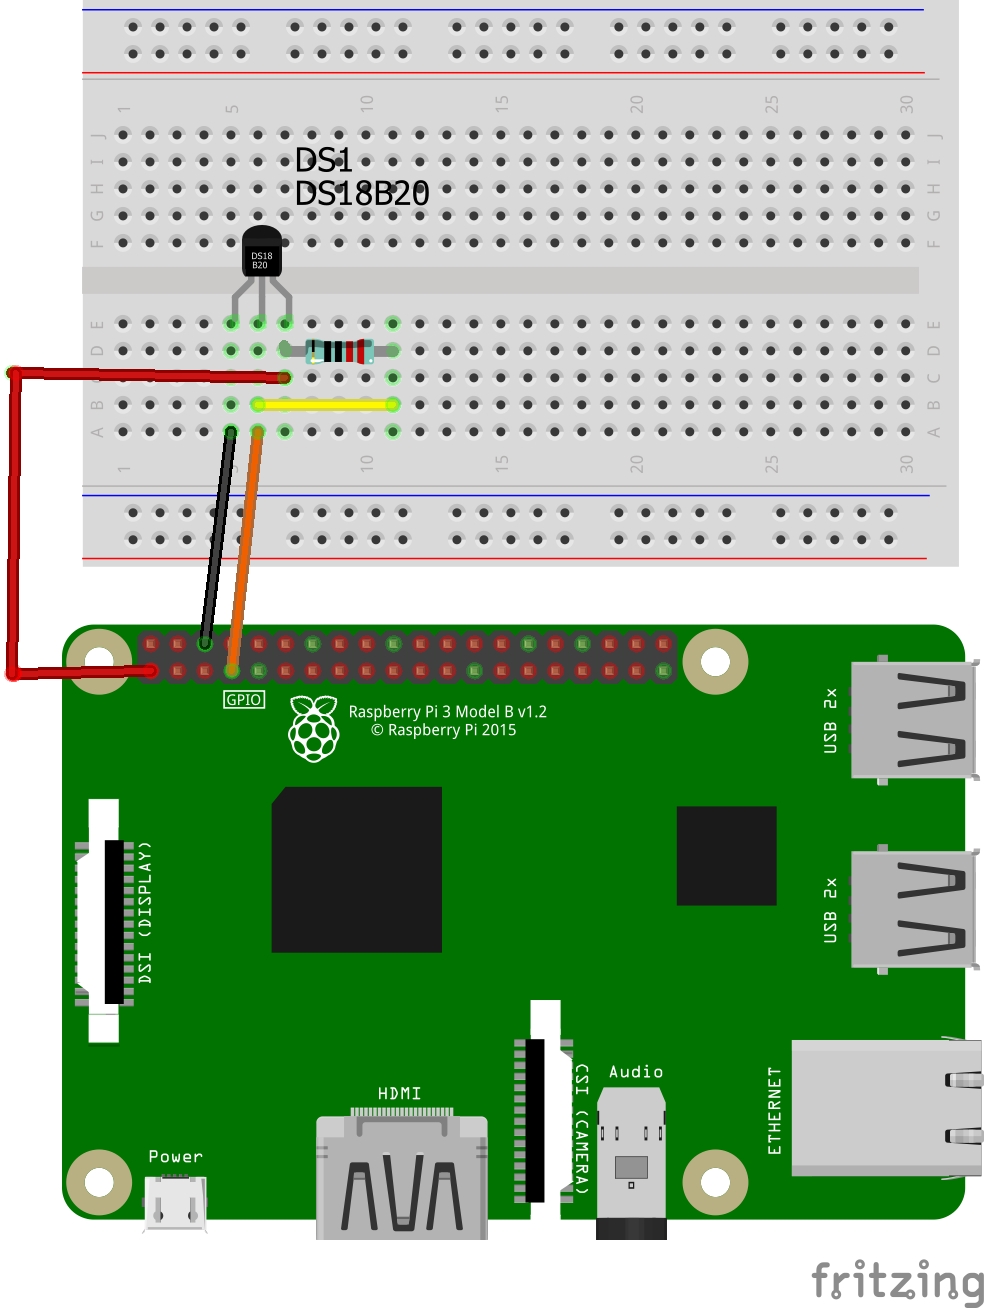 1 5 10 15 20 25 30
J J
I I
DS1
H H
DS18B20
G G
F F
DS18
B20
E E
D D
C
B B
A A
1 10 15 20 25 30
GPIO
Raspberry Pi 3 Model B v1.2
© Raspberry Pi 2015
USB 2x
DSI (DISPLAY)
USB 2x
CSI (CAMERA)
Audio
ETHERNET
HDMI
Power
fritzing